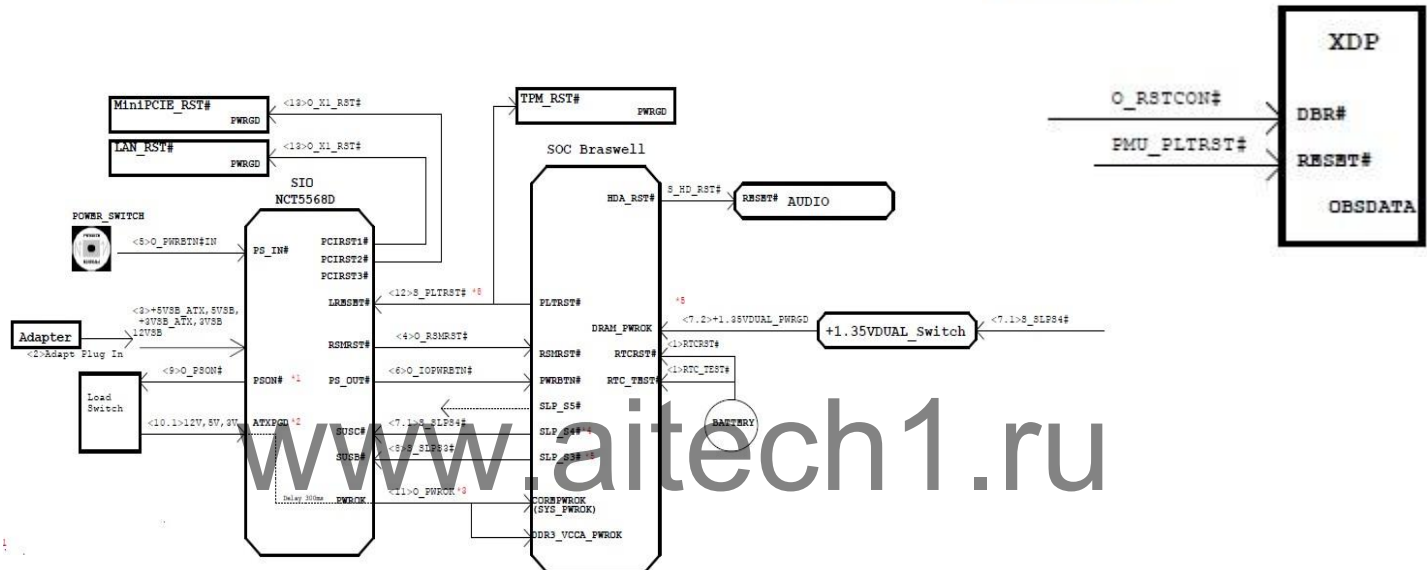 XDP
O_RSTCON#
DBR#
PMU_PLTRST#
RESET#
OBSDATA
MiniPCIE_RST#
PWRGD
<13>O_X1_RST#
LAN_RST#
PWRGD
<13>O_X1_RST#
TPM_RST#
PWRGD
SOC Braswell
SIO
NCT5568D
POWER_SWITCH
<5>O_PWRBTN#IN
PS_IN#
PCIRST1#
PCIRST2#
PCIRST3#
LRESET#
<12>S_PLTRST#
PLTRST#
HDA_RST#
S_HD_RST#
RESET# AUDIO
*5
DRAM_PWROK
<7.2>+1.35VDUAL_PWRGD
+1.35VDUAL_Switch
<7.1>S_SLPS4#
Adapter
<3>+5VSB_ATX,5VSB,
+3VSB_ATX,3VSB
12VSB
<2>Adapt Plug In
RSMRST#
<4>O_RSMRST#
RSMRST#
RTCRST#
<1>RTCRST#
Load
Switch
<9>O_PSON#
PSON# *1
PS_OUT#
<6>O_IOPWRBTN#
PWRBTN#
RTC_TEST#
<1>RTC_TEST#
BATTERY
SLP_S5#
<10.1>12V,5V,3V
ATXPGD *2
SUSC#
<7.1>S_SLPS4#
SLP_S4#
SUSB#
<8>S_SLPS3#
SLP_S3#
Delay 300ms
PWROK
<11>O_PWROK *3
COREPWROK
(SYS_PWROK)
DDR3_VCCA_PWROK
www.aitech1.ru
1